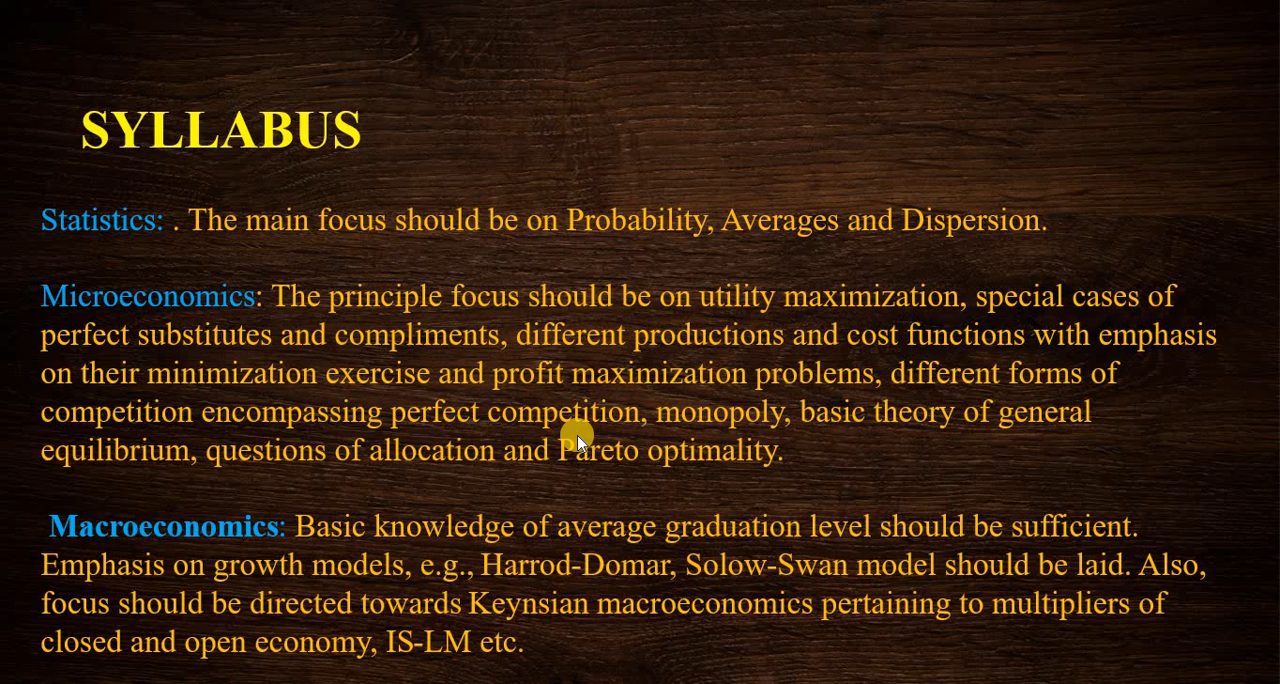 SYLLABUS
Statistics: . The main focus should be on Probability, Averages and Dispersion.
Microeconomics: The principle focus should be on utility maximization, special cases of
perfect substitutes and compliments, different productions and cost functions with emphasis
on their minimization exercise and profit maximization problems, different forms of
competition encompassing perfect competition, monopoly, basic theory of general
equilibrium, questions of allocation and Pareto optimality.
Macroeconomics: Basic knowledge of average graduation level should be sufficient.
Emphasis on growth models, e.g., Harrod-Domar, Solow-Swan model should be laid. Also,
focus should be directed towards Keynsian macroeconomics pertaining to multipliers of
closed and open economy, IS-LM etc.